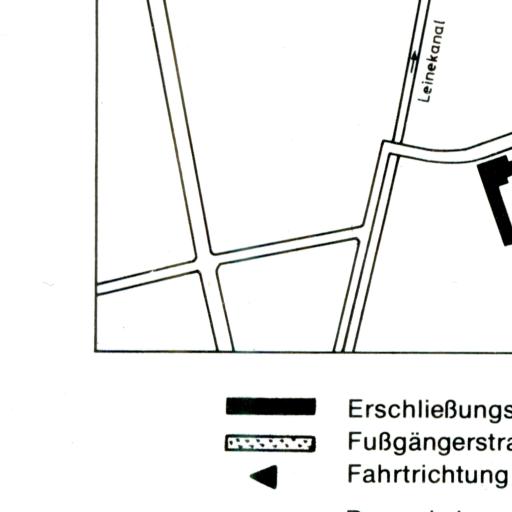 Leinekanal
Erschließungs
Fußgängerstra
Fahrtrichtung